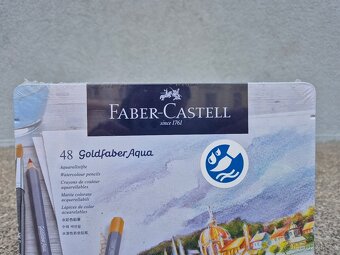 FABER-CASTELL
since 1761
48 Goldfaber Aqua
Aquarellstifte
Watercolour pencils
Crayons de couleur
aquarellables
Matite colorate
acquarellabili
Lápices de color
acuarelables